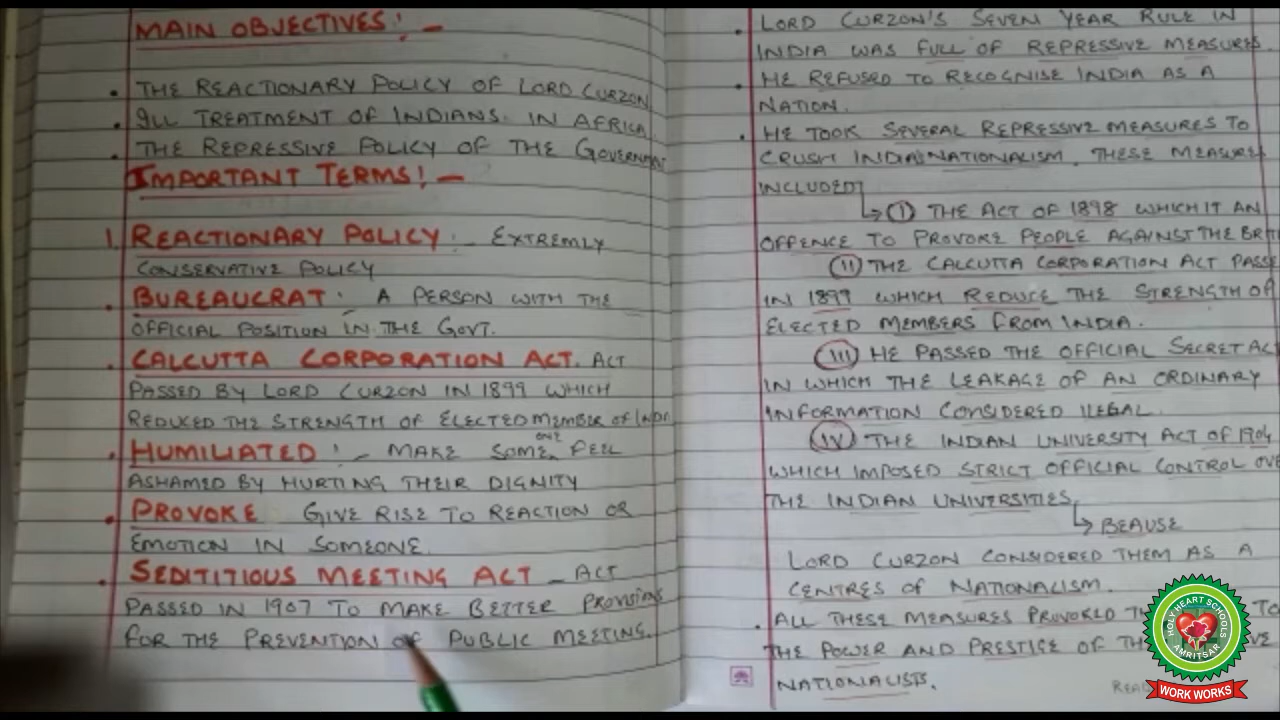 MAIN OBJECTIVES! -
• THE REACTIONARY POLICY OF LORD CURZON
• ILL TREATMENT OF INDIANS IN AFRICA
• THE REPRESSIVE POLICY OF THE GOVERNMENT
IMPORTANT TERMS! -
1. REACTIONARY POLICY :- EXTREMLY
CONSERVATIVE POLICY
• BUREAUCRAT : A PERSON WITH THE
OFFICIAL POSITION IN THE GOVT.
• CALCUTTA CORPORATION ACT. ACT
PASSED BY LORD CURZON IN 1899 WHICH
REDUCED THE STRENGTH OF ELECTED MEMBER OF INDI
• HUMILIATED :- MAKE SOMEONE FEEL
ASHAMED BY HURTING THEIR DIGNITY
• PROVOKE GIVE RISE TO REACTION OR
EMOTION IN SOMEONE.
• SEDITITIOUS MEETING ACT - ACT
PASSED IN 1907 TO MAKE BETTER PROVISIONS
FOR THE PREVENTION OF PUBLIC MEETING.
• LORD CURZON'S SEVEN YEAR RULE IN
INDIA WAS FULL OF REPRESSIVE MEASURES.
• HE REFUSED TO RECOGNISE INDIA AS A
NATION.
• HE TOOK SEVERAL REPRESSIVE MEASURES TO
CRUSH INDIAN NATIONALISM. THESE MEASURES
INCLUDED
(I) THE ACT OF 1898 WHICH IT AN
OFFENCE TO PROVOKE PEOPLE AGAINST THE BRITI
(II) THE CALCUTTA CORPORATION ACT PASSE
IN 1899 WHICH REDUCE THE STRENGTH OF
ELECTED MEMBERS FROM INDIA.
(III) HE PASSED THE OFFICIAL SECRET ACT
IN WHICH THE LEAKAGE OF AN ORDINARY
INFORMATION CONSIDERED ILEGAL.
(IV) THE INDIAN UNIVERSITY ACT OF 1904
WHICH IMPOSED STRICT OFFICIAL CONTROL OVE
THE INDIAN UNIVERSITIES
BEAUSE
LORD CURZON CONSIDERED THEM AS A
CENTRES OF NATIONALISM.
• ALL THESE MEASURES PROVOKED TO
THE POWER AND PRESTIGE OF
NATIONALISTS.
HOLY HEART SCHOOLS
AMRITSAR
WORK WORKS